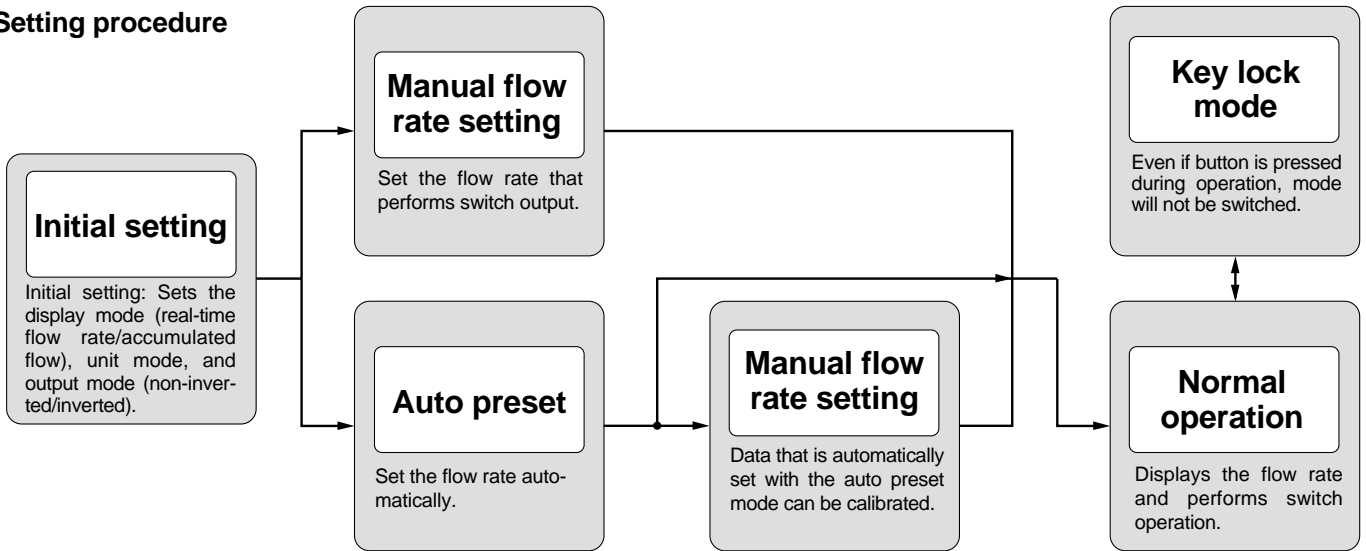 Setting procedure
Initial setting
Initial setting: Sets the
display mode (real-time
flow rate/accumulated
flow), unit mode, and
output mode (non-inver-
ted/inverted).
Manual flow
rate setting
Set the flow rate that
performs switch output.
Auto preset
Set the flow rate auto-
matically.
Manual flow
rate setting
Data that is automatically
set with the auto preset
mode can be calibrated.
Key lock
mode
Even if button is pressed
during operation, mode
will not be switched.
Normal
operation
Displays the flow rate
and performs switch
operation.